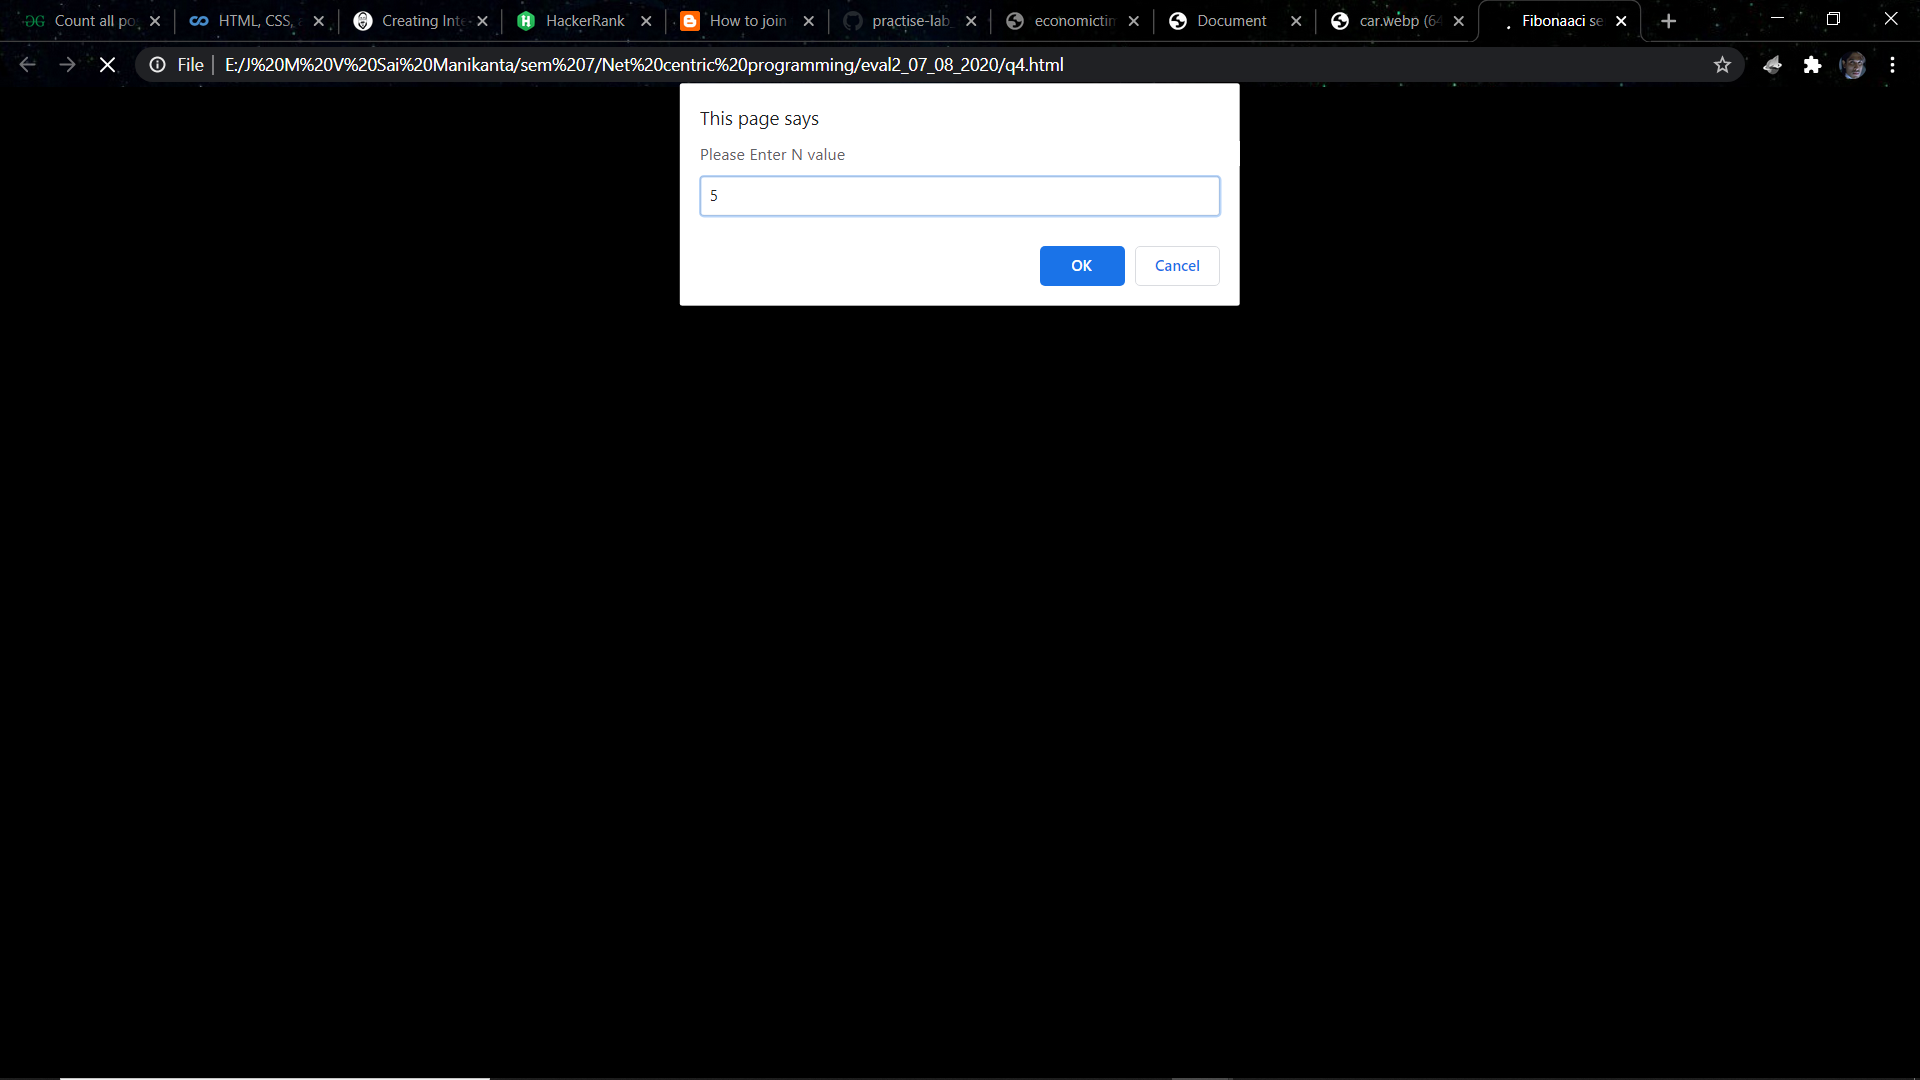 Count all po
HTML, CSS,
Creating Inte
HackerRank
How to join
practise-lab
economictim
Document
car.webp (64
Fibonaaci se
File
E:/J%20M%20V%20Sai%20Manikanta/sem%207/Net%20centric%20programming/eval2_07_08_2020/q4.html
This page says
Please Enter N value
5
OK
Cancel